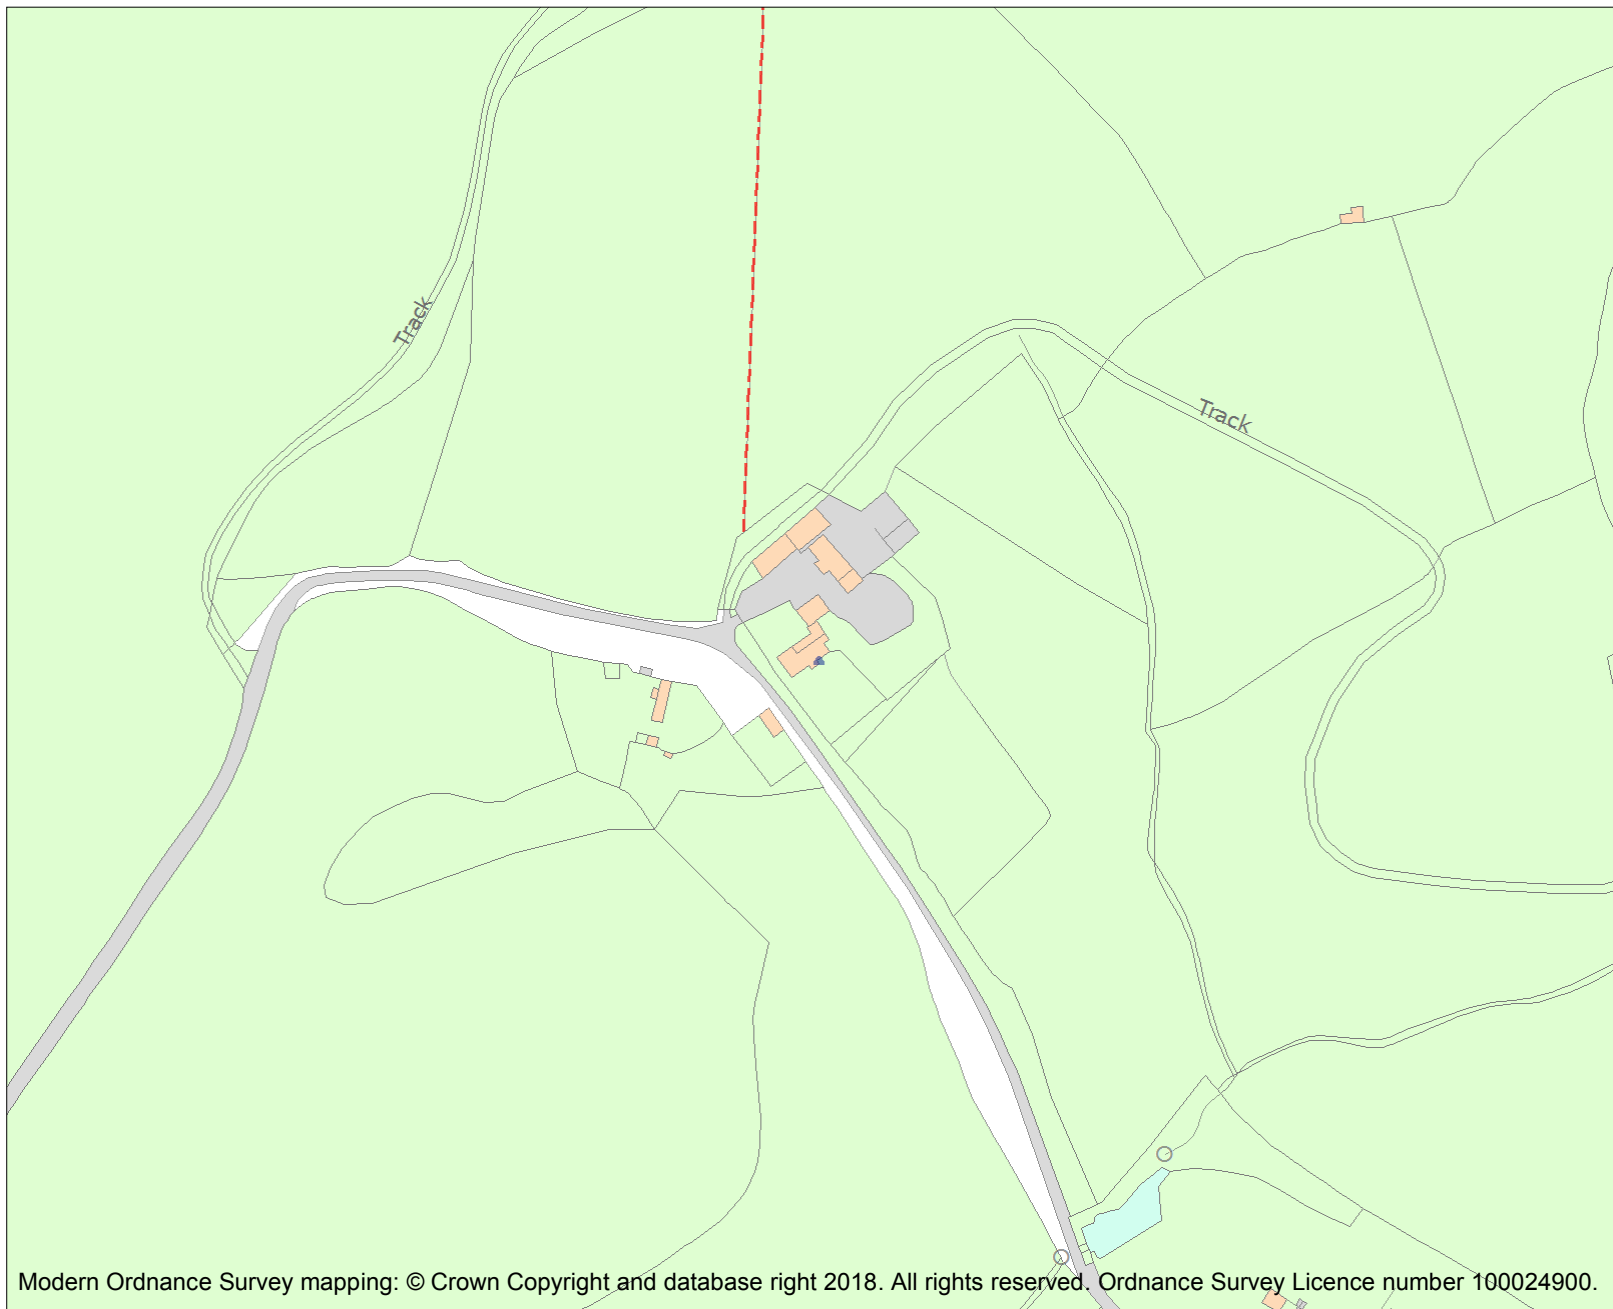 Track
Track
Modern Ordnance Survey mapping: © Crown Copyright and database right 2018. All rights reserved. Ordnance Survey Licence number 100024900.